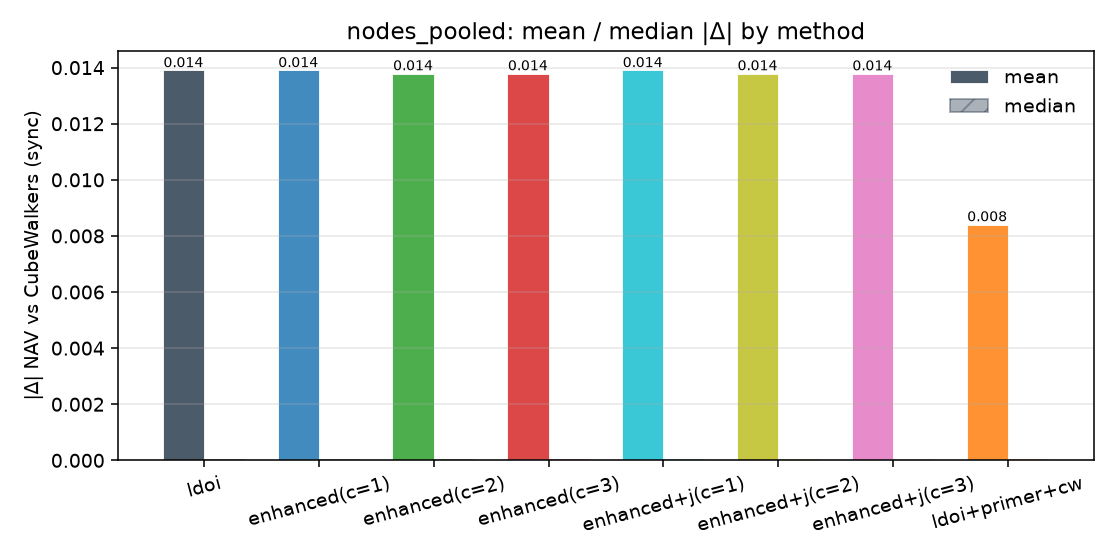 nodes_pooled: mean / median |Δ| by method
|Δ| NAV vs CubeWalkers (sync)
0.014
0.012
0.010
0.008
0.006
0.004
0.002
0.000
0.014
0.014
0.014
0.014
0.014
0.014
0.014
0.008
mean
median
ldoi
enhanced(c=1)
enhanced(c=2)
enhanced(c=3)
enhanced+j(c=1)
enhanced+j(c=2)
enhanced+j(c=3)
ldoi+primer+cw